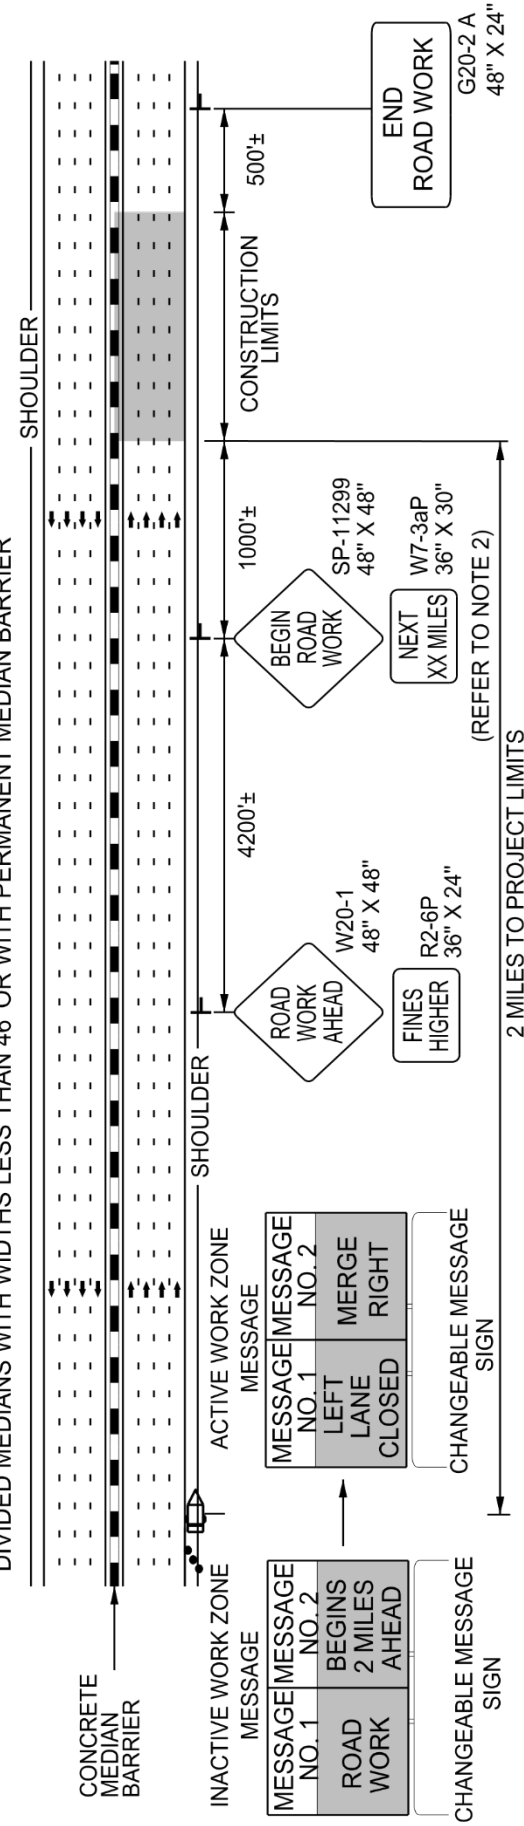 DIVIDED MEDIANS WITH WIDTHS LESS THAN 46' OR WITH PERMANENT MEDIAN BARRIER
SHOULDER
CONCRETE
MEDIAN
BARRIER
SHOULDER
4200'±
1000'±
CONSTRUCTION
LIMITS
500'±
INACTIVE WORK ZONE
MESSAGE
MESSAGE
NO. 1
MESSAGE
NO. 2
ROAD
WORK
BEGINS
2 MILES
AHEAD
CHANGEABLE MESSAGE
SIGN
ACTIVE WORK ZONE
MESSAGE
MESSAGE
NO. 1
MESSAGE
NO. 2
LEFT
LANE
CLOSED
MERGE
RIGHT
CHANGEABLE MESSAGE
SIGN
ROAD
WORK
AHEAD
W20-1
48" X 48"
FINES
HIGHER
R2-6P
36" X 24"
BEGIN
ROAD
WORK
SP-11299
48" X 48"
NEXT
XX MILES
W7-3aP
36" X 30"
END
ROAD WORK
G20-2 A
48" X 24"
(REFER TO NOTE 2)
2 MILES TO PROJECT LIMITS